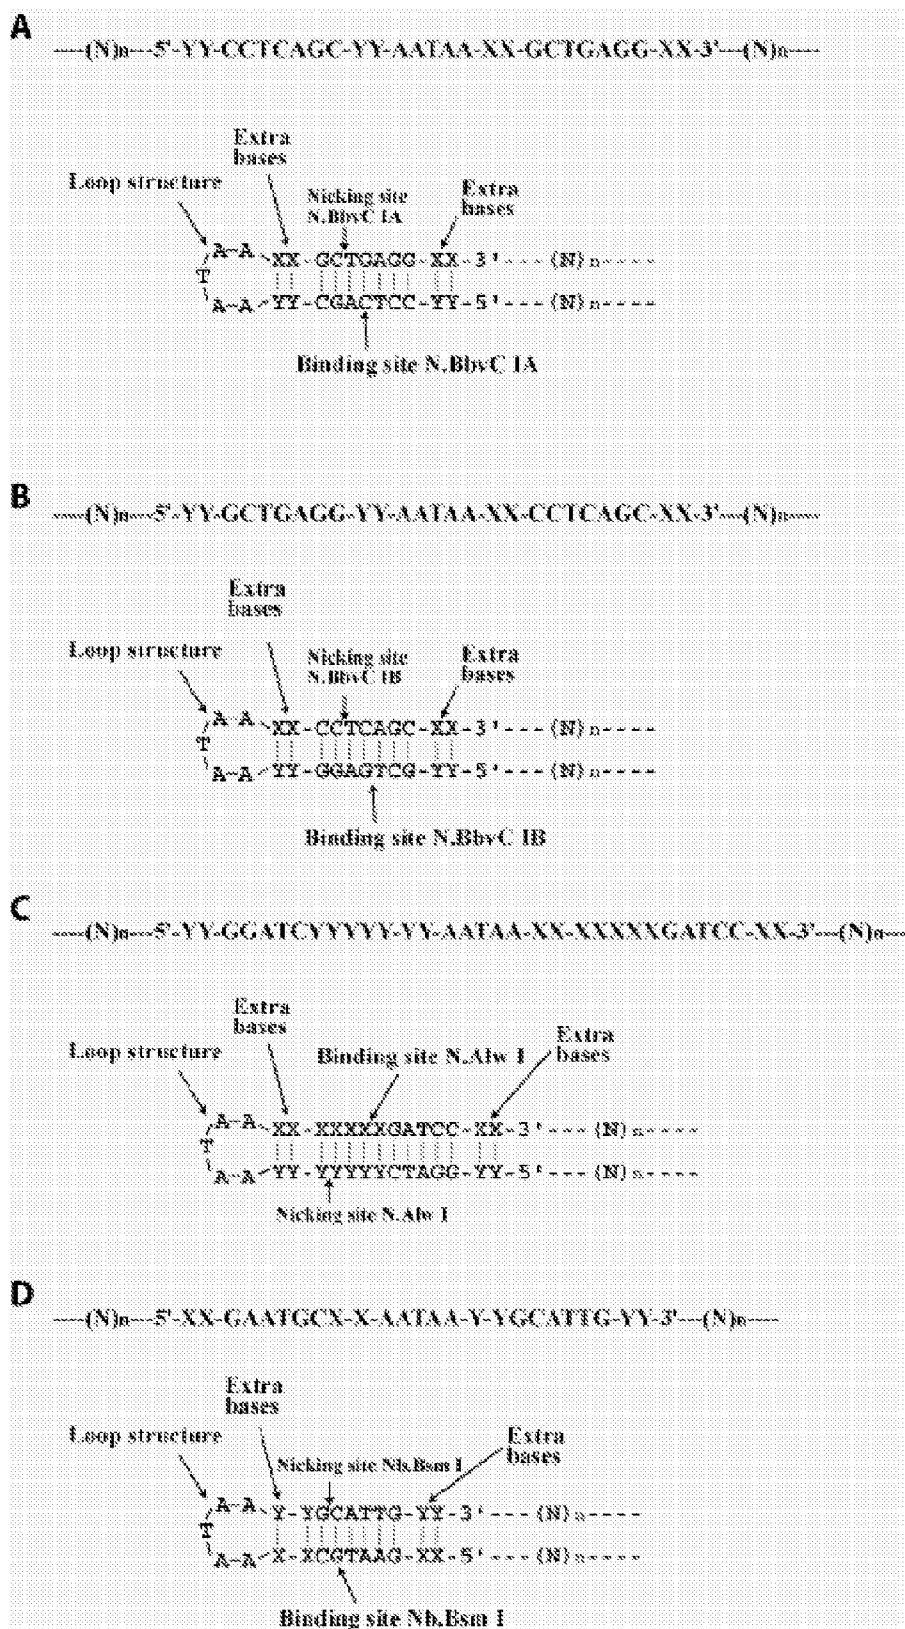 A
----(N)n---5'-YY-CCTCAGC-YY-AATAA-XX-GCTGAGG-XX-3'---(N)n----
Extra
bases
Loop structure
Nicking site
N.BbvC IA
Extra
bases
A-A XX-GCTGAGG-XX-3'---(N)n----
T
A-A YY-CGACTCC-YY-5'---(N)n----
Binding site N.BbvC IA
B
----(N)n---5'-YY-GCTGAGG-YY-AATAA-XX-CCTCAGC-XX-3'---(N)n----
Extra
bases
Loop structure
Nicking site
N.BbvC IB
Extra
bases
A-A XX-CCTCAGC-XX-3'---(N)n----
T
A-A YY-GGAGTCG-YY-5'---(N)n----
Binding site N.BbvC IB
C
----(N)n---5'-YY-GGATCYYYYY-YY-AATAA-XX-XXXXXGATCC-XX-3'---(N)n---
Extra
bases
Loop structure
Binding site N.Alw I
Extra
bases
A-A XX-XXXXXGATCC-XX-3'---(N)n----
T
A-A YY-YYYYYCTAGG-YY-5'---(N)n----
Nicking site N.Alw I
D
----(N)n---5'-XX-GAATGCX-X-AATAA-Y-YGCATTG-YY-3'---(N)n----
Extra
bases
Loop structure
Nicking site Nb.Bsm I
Extra
bases
A-A Y-YGCATTG-YY-3'---(N)n----
T
A-A X-XCGTAAG-XX-5'---(N)n----
Binding site Nb.Bsm I